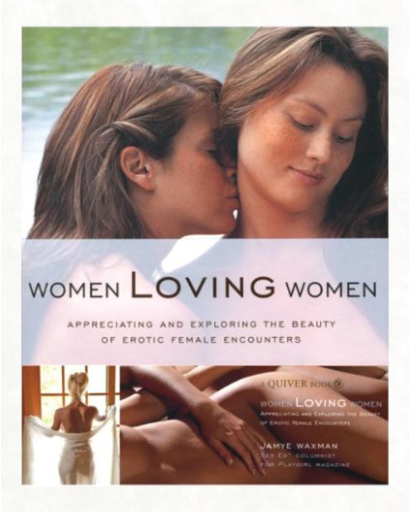 WOMEN LOVING WOMEN
APPRECIATING AND EXPLORING THE BEAUTY
OF EROTIC FEMALE ENCOUNTERS
A QUIVER BOOK
WOMEN LOVING WOMEN
APPRECIATING AND EXPLORING THE BEAUTY
OF EROTIC FEMALE ENCOUNTERS
JAMYE WAXMAN
"SEX ED" COLUMNIST
FOR PLAYGIRL MAGAZINE